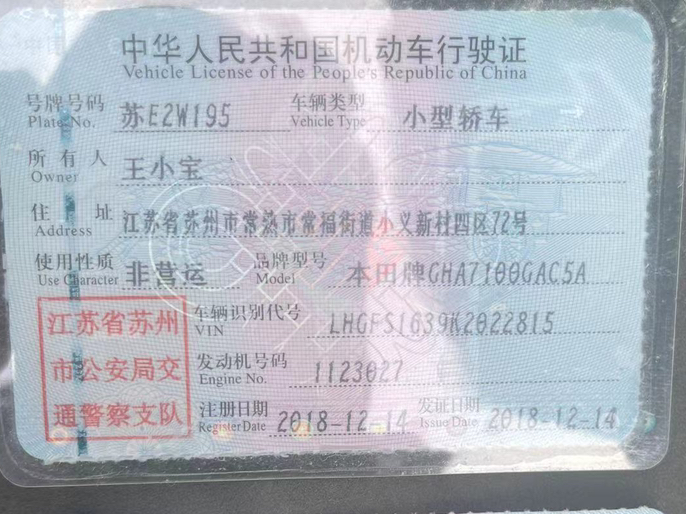 中华人民共和国机动车行驶证
Vehicle License of the People's Republic of China
号牌号码 苏E2W195 车辆类型 小型轿车
Plate No. Vehicle Type
所有人 王小宝
Owner
住址 江苏省苏州市常熟市常福街道小义新村四区72号
Address
使用性质 非营运 品牌型号 本田牌GHA7100GAC5A
Use Character Model
江苏省苏州
市公安局交
通警察支队
车辆识别代号 LHGFS1639K2022815
VIN
发动机号码 1123027
Engine No.
注册日期 2018-12-14 发证日期 2018-12-14
Register Date Issue Date